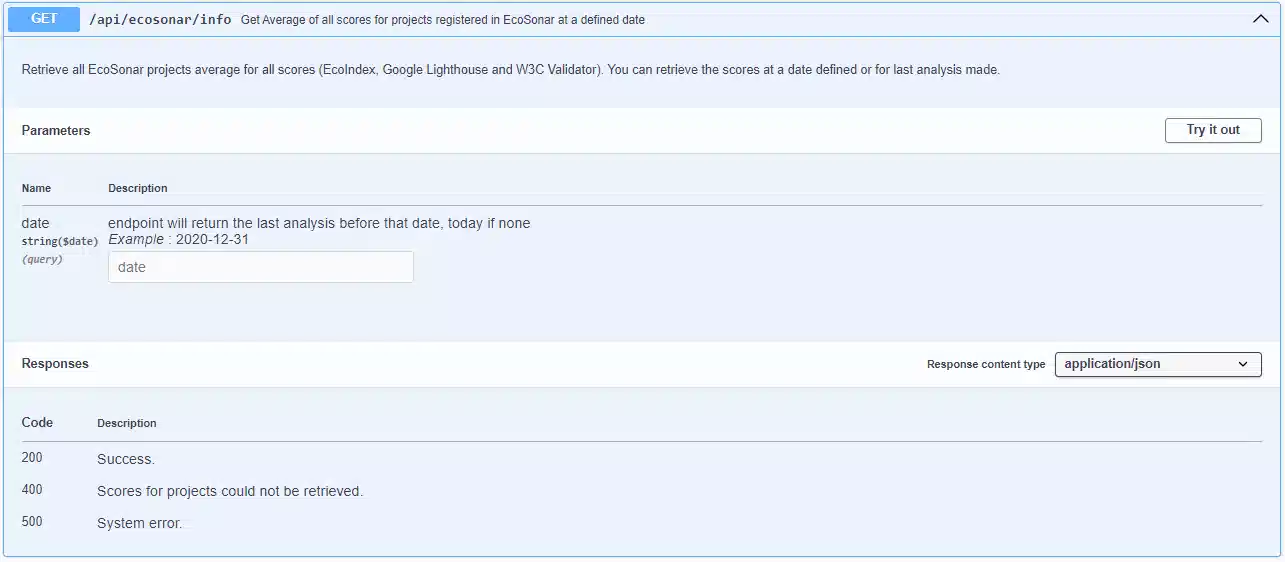 GET /api/ecosonar/info Get Average of all scores for projects registered in EcoSonar at a defined date
Retrieve all EcoSonar projects average for all scores (EcoIndex, Google Lighthouse and W3C Validator). You can retrieve the scores at a date defined or for last analysis made.
Parameters Try it out
Name Description
date endpoint will return the last analysis before that date, today if none
string($date) Example : 2020-12-31
(query) date
Responses Response content type application/json
Code Description
200 Success.
400 Scores for projects could not be retrieved.
500 System error.